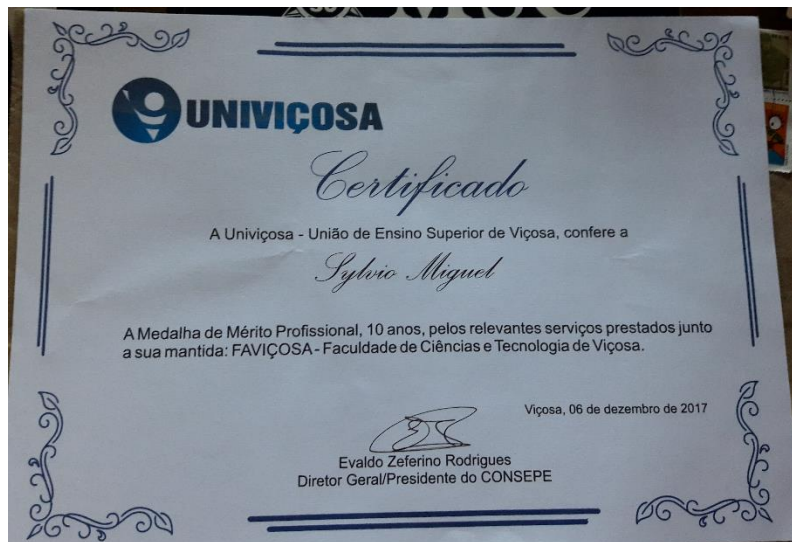 UNIVIÇOSA
Certificado
A Univiçosa - União de Ensino Superior de Viçosa, confere a
Sylvio Miguel
A Medalha de Mérito Profissional, 10 anos, pelos relevantes serviços prestados junto
a sua mantida: FAVIÇOSA - Faculdade de Ciências e Tecnologia de Viçosa.
Viçosa, 06 de dezembro de 2017
Evaldo Zeferino Rodrigues
Diretor Geral/Presidente do CONSEPE